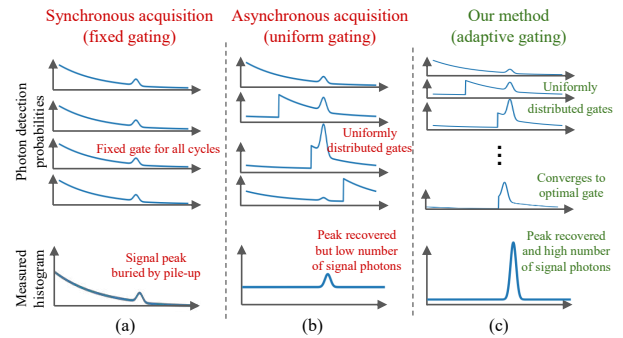 Synchronous acquisition
(fixed gating)
Asynchronous acquisition
(uniform gating)
Our method
(adaptive gating)
Photon detection
probabilities
Fixed gate for all cycles
Uniformly
distributed gates
Uniformly
distributed gates
Converges to
optimal gate
Measured
histogram
Signal peak
buried by pile-up
Peak recovered
but low number
of signal photons
Peak recovered
and high number
of signal photons
(a)
(b)
(c)